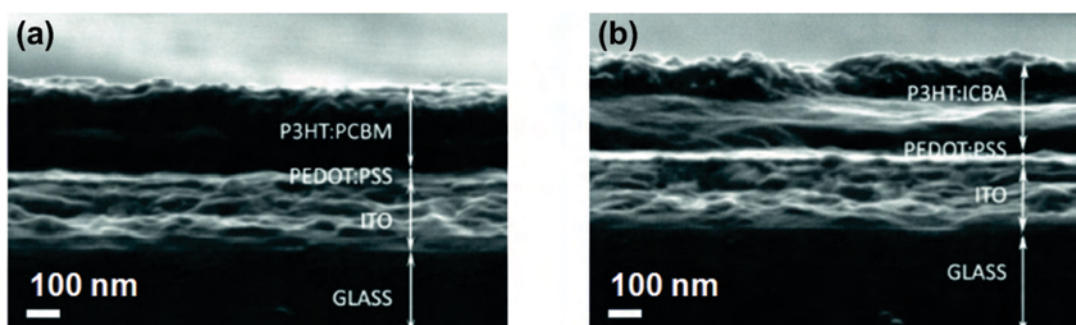 (a)
P3HT:PCBM
PEDOT:PSS
ITO
100 nm
GLASS
(b)
P3HT:ICBA
PEDOT:PSS
ITO
GLASS
100 nm